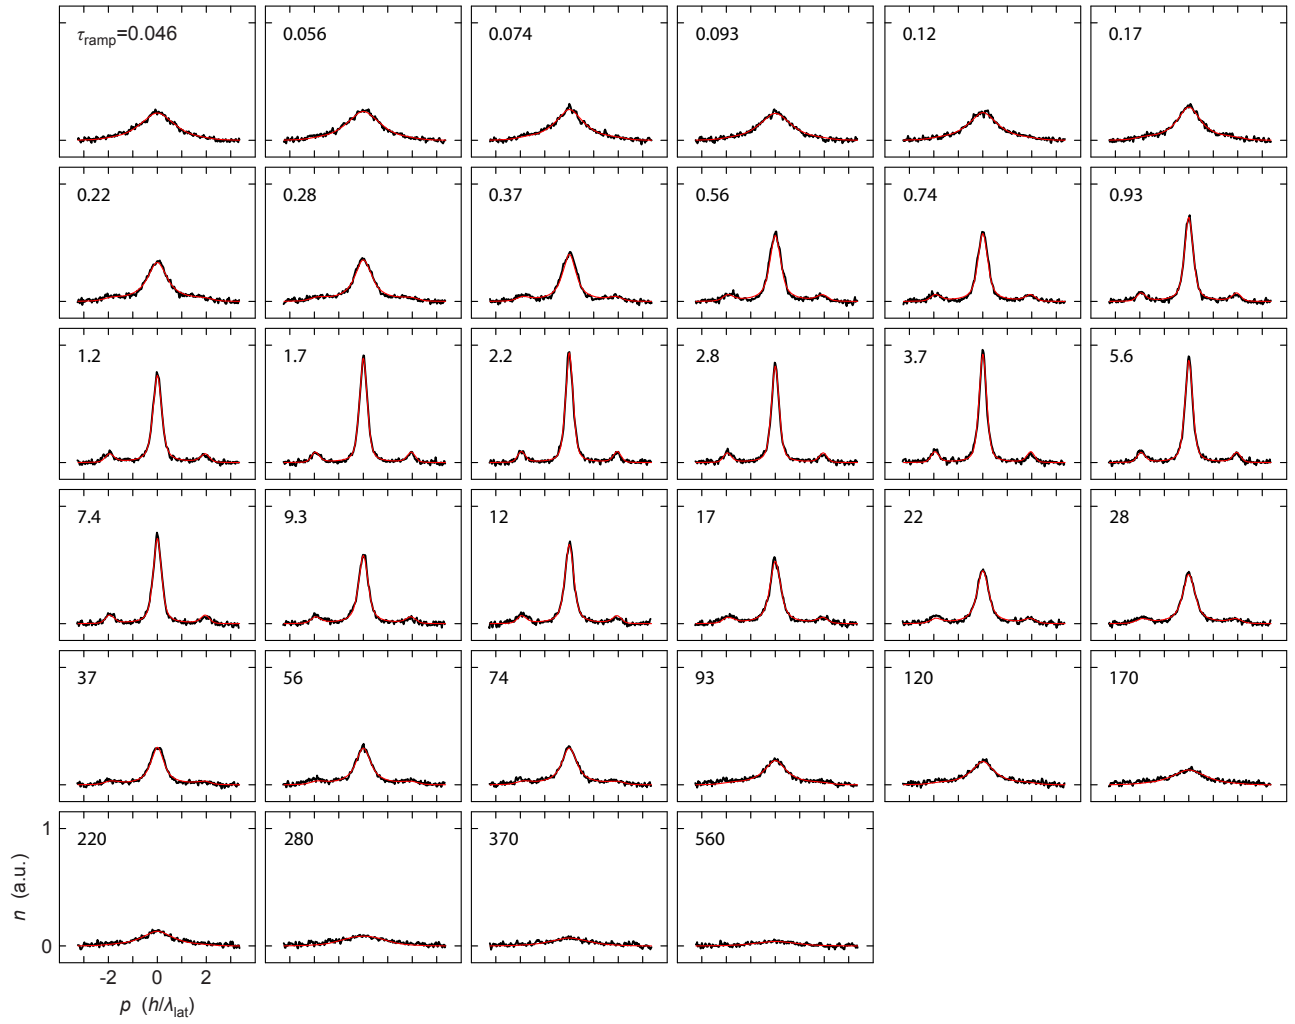 τramp=0.046 0.056 0.074 0.093 0.12 0.17
0.22 0.28 0.37 0.56 0.74 0.93
1.2 1.7 2.2 2.8 3.7 5.6
7.4 9.3 12 17 22 28
37 56 74 93 120 170
220 280 370 560
1
0
n (a.u.)
-2 0 2
p (h/λlat)